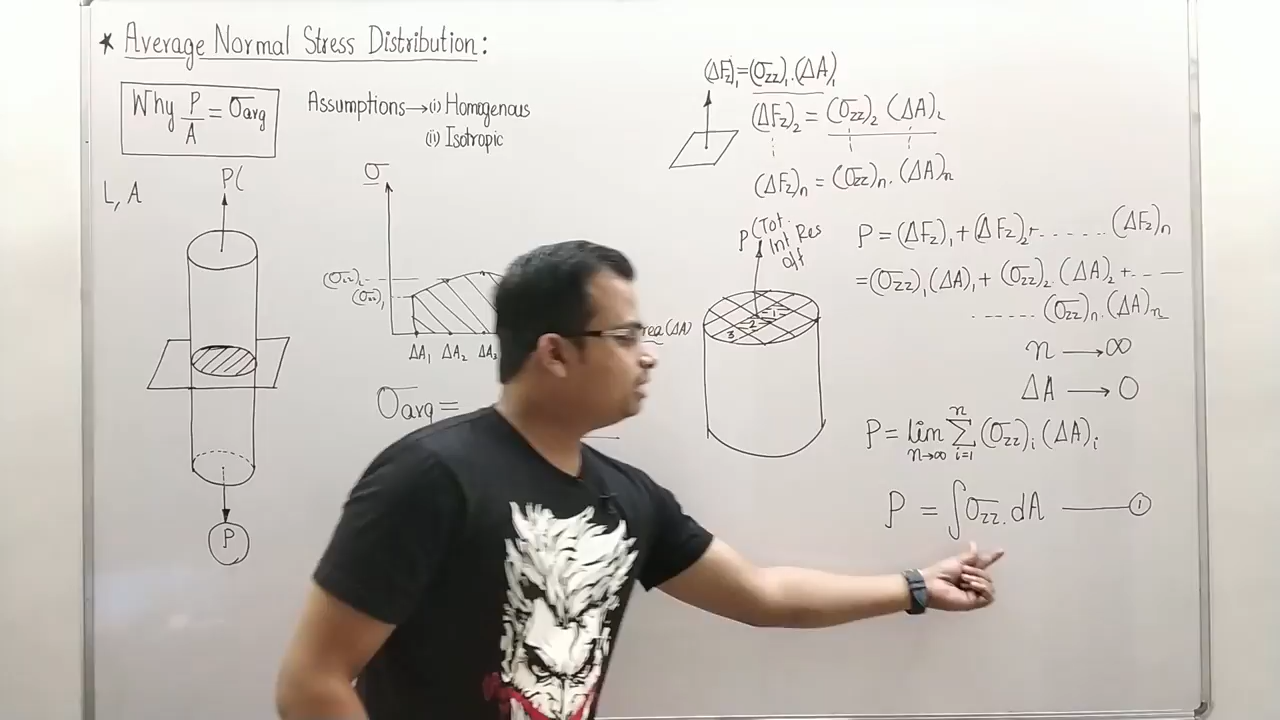 * Average Normal Stress Distribution:
Why P/A = σavg
Assumptions → (i) Homogenous
(ii) Isotropic
L, A
P(
P
σ
(σzz)₂
(σzz)₁
ΔA₁ ΔA₂ ΔA₃
rea (ΔA)
σavg =
(ΔFz)₁ = (σzz)₁.(ΔA)₁
(ΔFz)₂ = (σzz)₂ (ΔA)₂
(ΔFz)n = (σzz)n.(ΔA)n
P (Tot.
Int Res
off
1
2
3
P = (ΔFz)₁ + (ΔFz)₂+ ....... (ΔFz)n
= (σzz)₁(ΔA)₁ + (σzz)₂.(ΔA)₂ + - - —
...... (σzz)n.(ΔA)n
n → ∞
ΔA → 0
P = lim n→∞ Σ i=1 n (σzz)i (ΔA)i
P = ∫σzz.dA —— ①